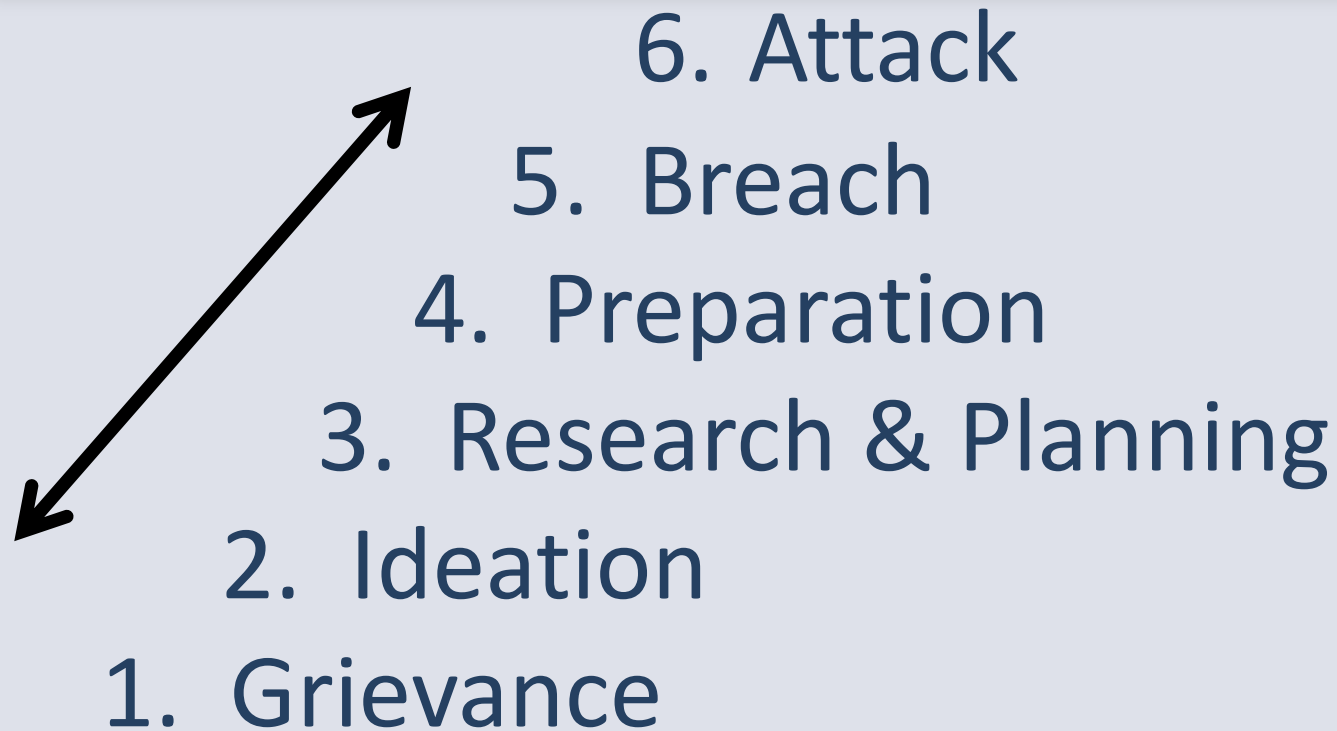 6. Attack
5. Breach
4. Preparation
3. Research & Planning
2. Ideation
1. Grievance